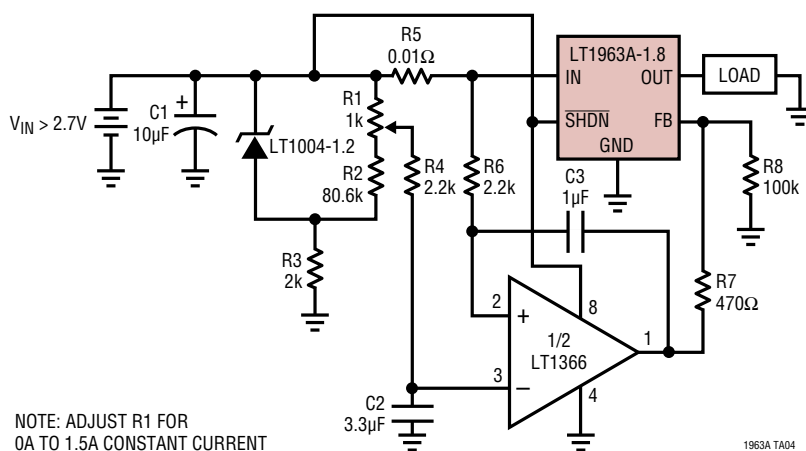 R5
0.01Ω
LT1963A-1.8
IN
OUT
LOAD
SHDN
FB
GND
VIN > 2.7V
C1
10µF
+
LT1004-1.2
R1
1k
R2
80.6k
R4
2.2k
R6
2.2k
C3
1µF
R8
100k
R3
2k
R7
470Ω
2
+
8
1/2
LT1366
1
3
–
4
C2
3.3µF
NOTE: ADJUST R1 FOR
0A TO 1.5A CONSTANT CURRENT
1963A TA04